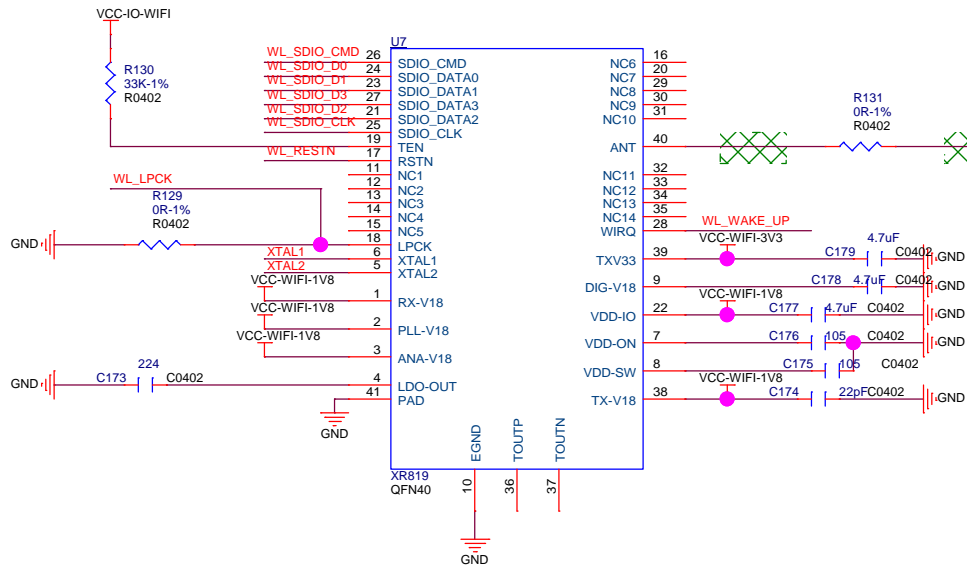 VCC-IO-WIFI
R130
33K-1%
R0402
WL_SDIO_CMD
WL_SDIO_D0
WL_SDIO_D1
WL_SDIO_D3
WL_SDIO_D2
WL_SDIO_CLK
WL_RESTN
WL_LPCK
R129
0R-1%
R0402
GND
XTAL1
XTAL2
VCC-WIFI-1V8
VCC-WIFI-1V8
VCC-WIFI-1V8
GND
C173
224
C0402
GND
U7
26 SDIO_CMD
24 SDIO_DATA0
23 SDIO_DATA1
27 SDIO_DATA3
21 SDIO_DATA2
25 SDIO_CLK
19 TEN
17 RSTN
11 NC1
12 NC2
13 NC3
14 NC4
15 NC5
18 LPCK
6 XTAL1
5 XTAL2
1 RX-V18
2 PLL-V18
3 ANA-V18
4 LDO-OUT
41 PAD
NC6 16
NC7 20
NC8 29
NC9 30
NC10 31
ANT 40
NC11 32
NC12 33
NC13 34
NC14 35
WIRQ 28
TXV33 39
DIG-V18 9
VDD-IO 22
VDD-ON 7
VDD-SW 8
TX-V18 38
EGND 10
TOUTP 36
TOUTN 37
XR819
QFN40
GND
R131
0R-1%
R0402
WL_WAKE_UP
VCC-WIFI-3V3
C179 4.7uF C0402 GND
C178 4.7uF C0402 GND
VCC-WIFI-1V8
C177 4.7uF C0402 GND
C176 105 C0402 GND
C175 105 C0402
VCC-WIFI-1V8
C174 22pF C0402 GND